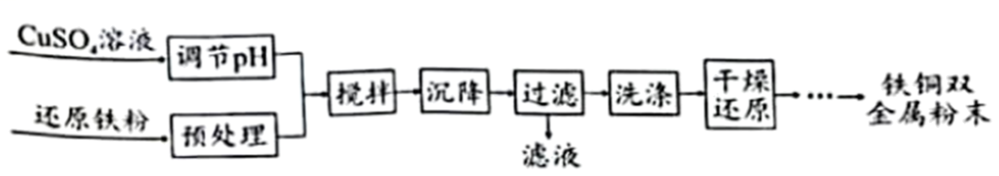 CuSO₄溶液
调节pH
还原铁粉
预处理
搅拌
沉降
过滤
滤液
洗涤
干燥
还原
…
铁铜双
金属粉末